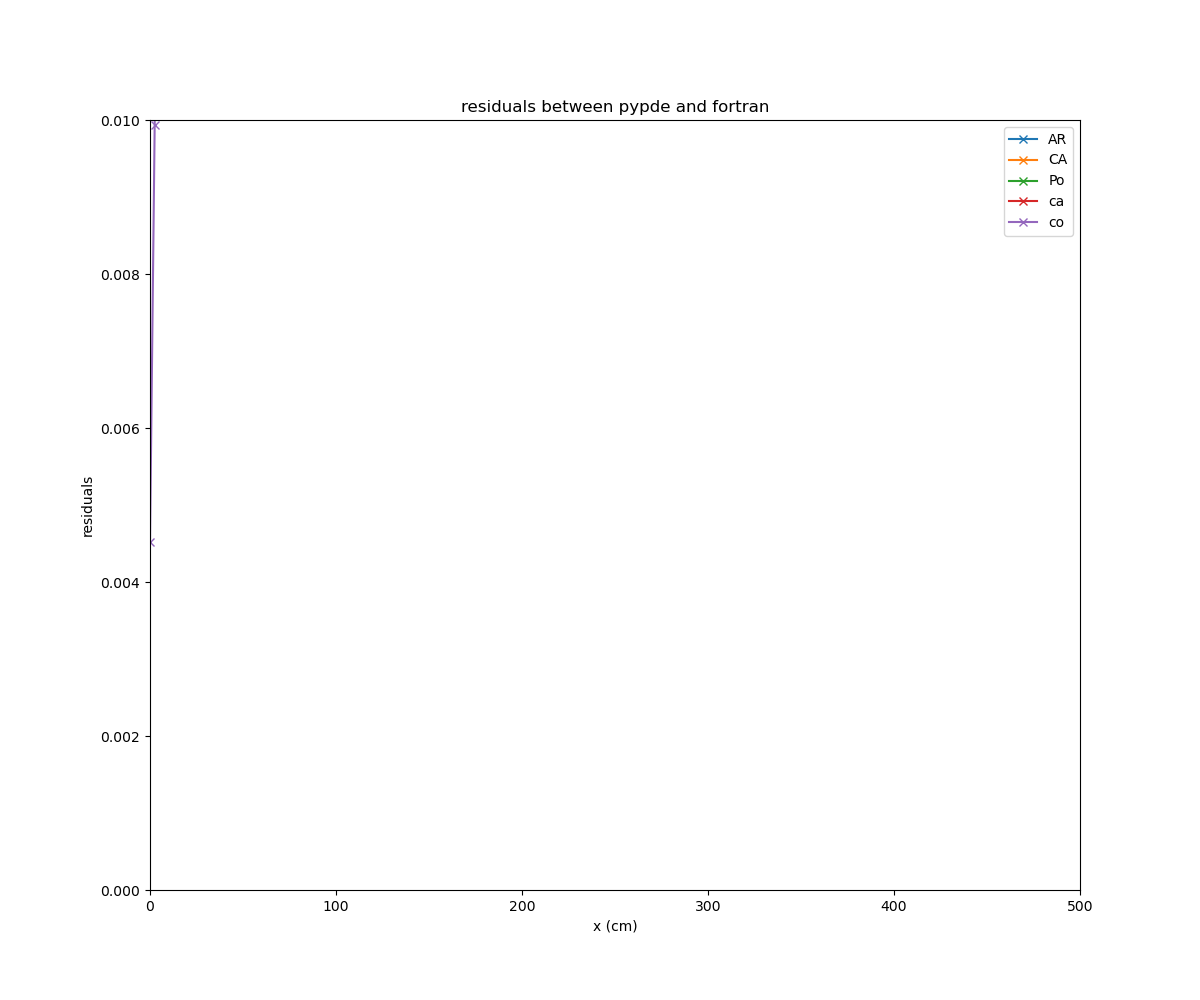 residuals between pypde and fortran
0.010
0.008
0.006
0.004
0.002
0.000
residuals
0 100 200 300 400 500
x (cm)
AR
CA
Po
ca
co